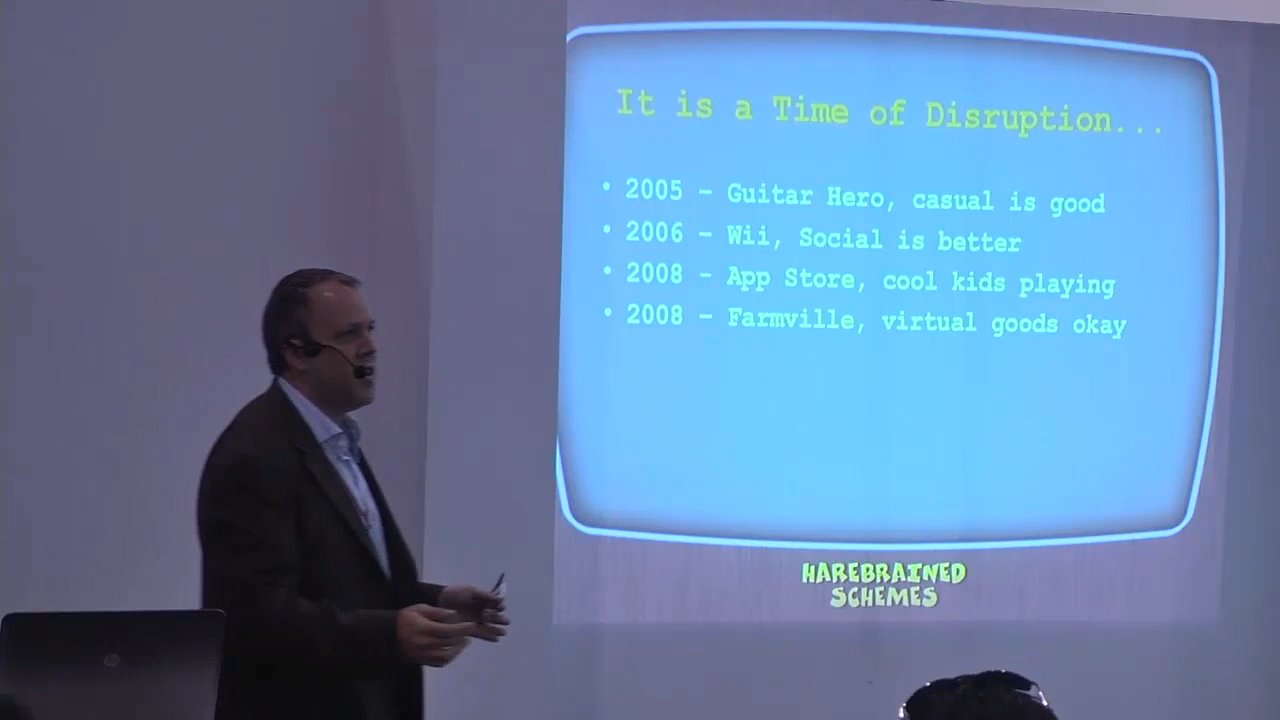 It is a Time of Disruption...
• 2005 – Guitar Hero, casual is good
• 2006 – Wii, Social is better
• 2008 – App Store, cool kids playing
• 2008 – Farmville, virtual goods okay
HAREBRAINED
SCHEMES
hp